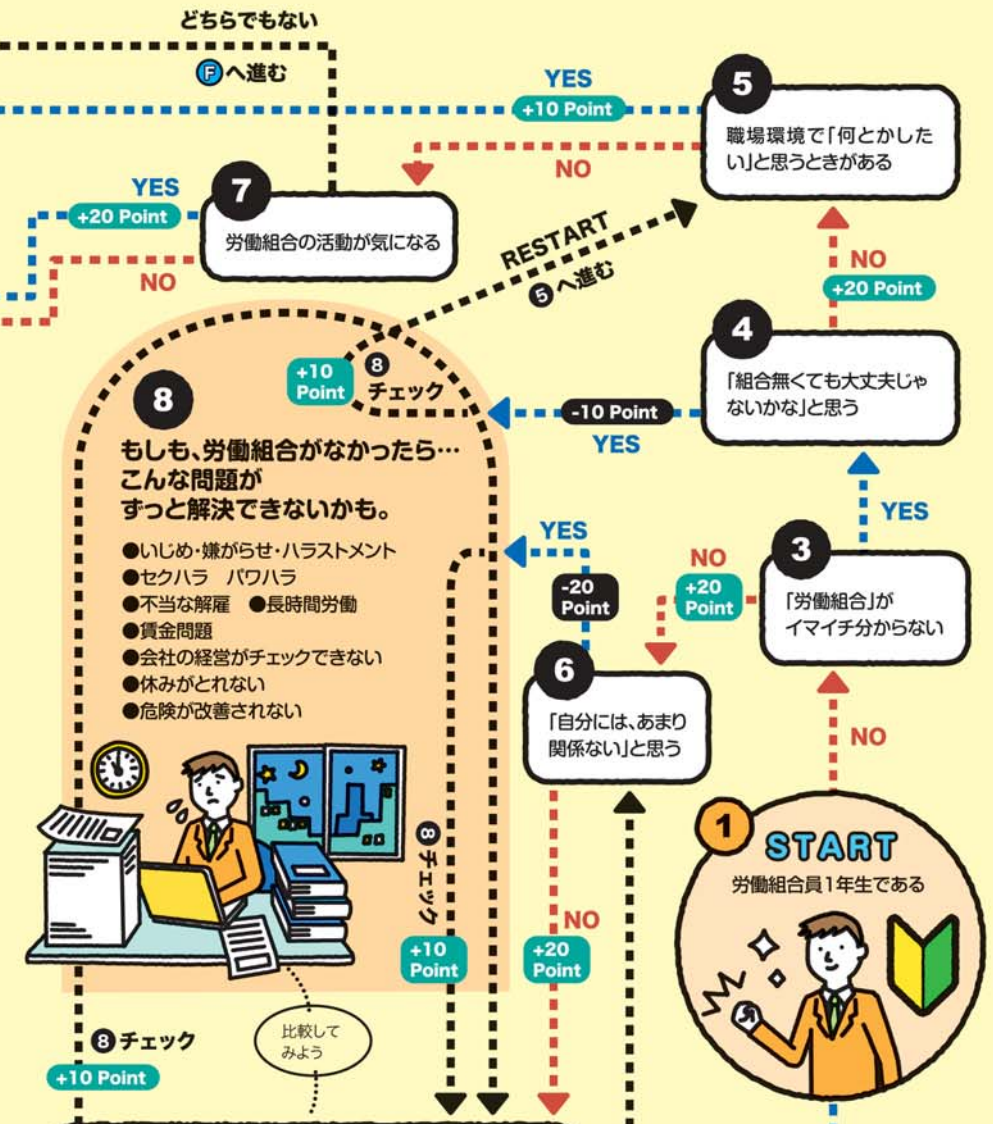 どちらでもない
Fへ進む
YES
+10 Point
5
職場環境で「何とかした
い」と思うときがある
NO
YES
+20 Point
7
労働組合の活動が気になる
NO
RESTART
5へ進む
NO
+20 Point
4
「組合無くても大丈夫じゃ
ないかな」と思う
-10 Point
YES
+10
Point
8
チェック
8
もしも、労働組合がなかったら…
こんな問題が
ずっと解決できないかも。
●いじめ・嫌がらせ・ハラストメント
●セクハラ パワハラ
●不当な解雇 ●長時間労働
●賃金問題
●会社の経営がチェックできない
●休みがとれない
●危険が改善されない
YES
3
「労働組合」が
イマイチ分からない
NO
+20
Point
YES
-20
Point
6
「自分には、あまり
関係ない」と思う
NO
1
START
労働組合員1年生である
8チェック
+10
Point
NO
+20
Point
比較して
みよう
8チェック
+10 Point